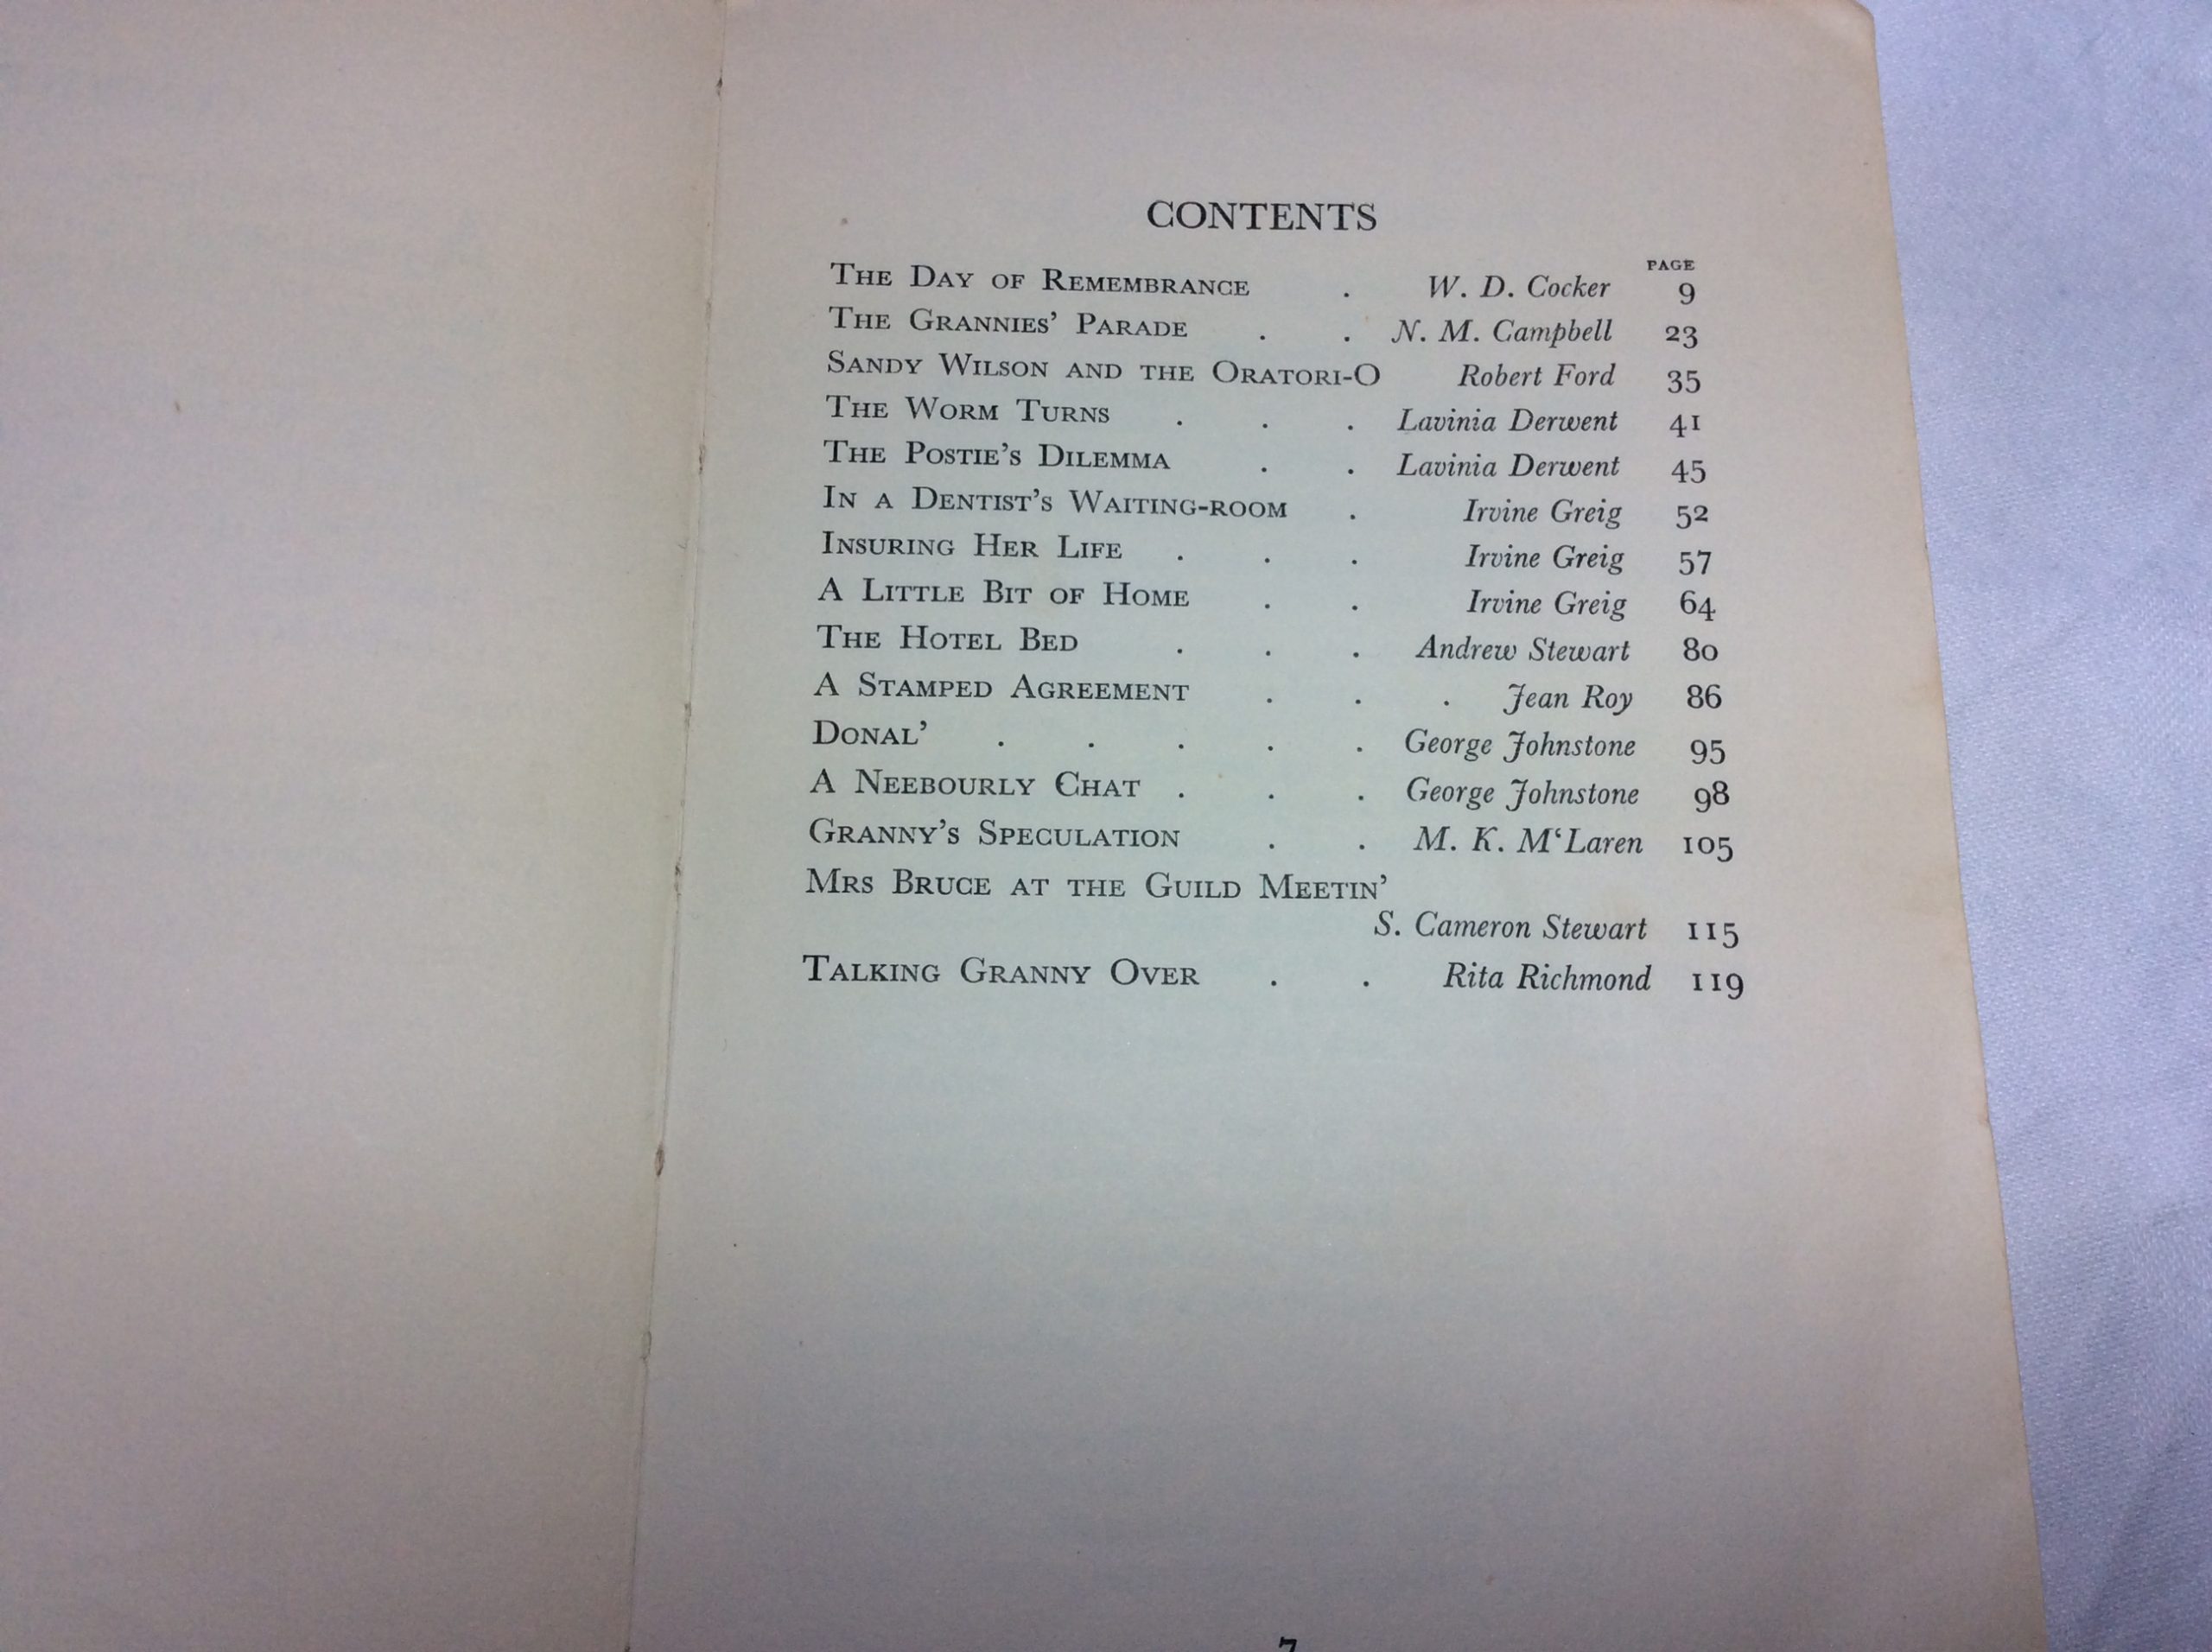 CONTENTS
PAGE
The Day of Remembrance . W. D. Cocker 9
The Grannies' Parade . . N. M. Campbell 23
Sandy Wilson and the Oratori-O Robert Ford 35
The Worm Turns . . . Lavinia Derwent 41
The Postie's Dilemma . . Lavinia Derwent 45
In a Dentist's Waiting-room . Irvine Greig 52
Insuring Her Life . . . Irvine Greig 57
A Little Bit of Home . . Irvine Greig 64
The Hotel Bed . . . Andrew Stewart 80
A Stamped Agreement . . . Jean Roy 86
Donal' . . . . . George Johnstone 95
A Neebourly Chat . . . George Johnstone 98
Granny's Speculation . . M. K. M‘Laren 105
Mrs Bruce at the Guild Meetin'
S. Cameron Stewart 115
Talking Granny Over . . Rita Richmond 119
7